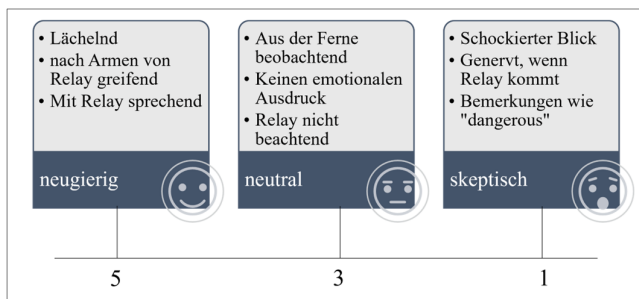 • Lächelnd
• nach Armen von
Relay greifend
• Mit Relay sprechend
neugierig
• Aus der Ferne
beobachtend
• Keinen emotionalen
Ausdruck
• Relay nicht
beachtend
neutral
• Schockierter Blick
• Genervt, wenn
Relay kommt
• Bemerkungen wie
"dangerous"
skeptisch
5
3
1